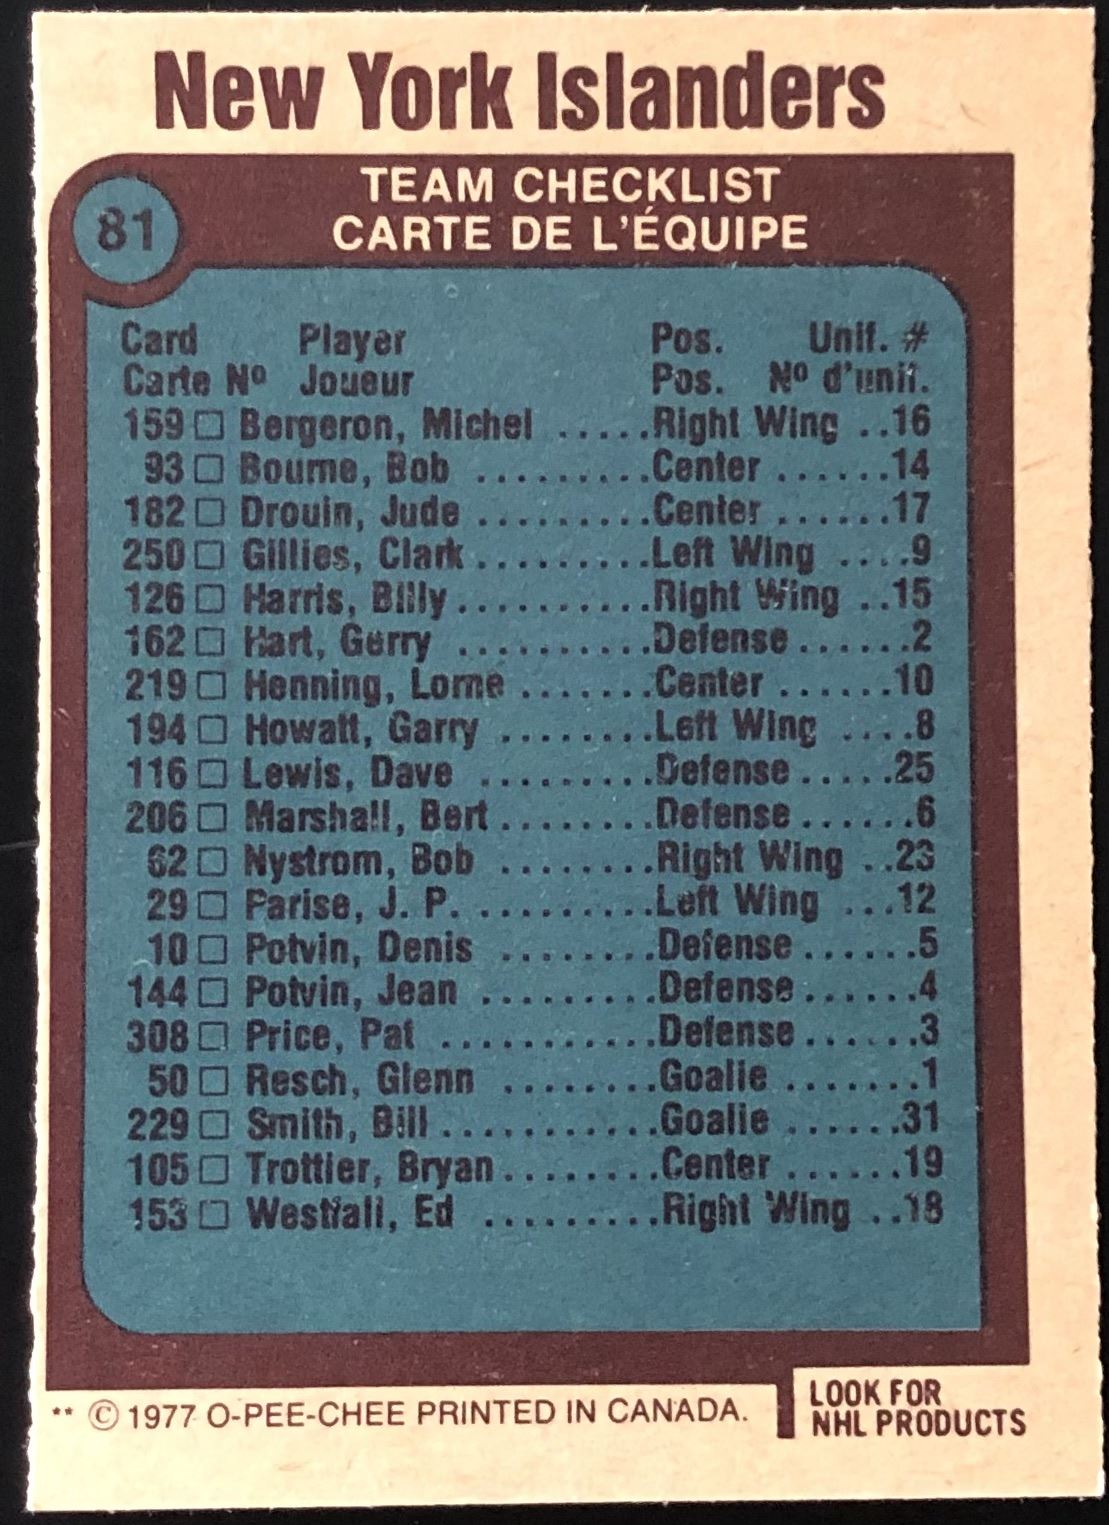 New York Islanders
81
TEAM CHECKLIST
CARTE DE L'ÉQUIPE
Card Player Pos. Unif. #
Carte Nº Joueur Pos. Nº d'unif.
159 □ Bergeron, Michel .....Right Wing ..16
93 □ Bourne, Bob .........Center ......14
182 □ Drouin, Jude .........Center ......17
250 □ Gillies, Clark .........Left Wing ....9
126 □ Harris, Billy ..........Right Wing ..15
162 □ Hart, Gerry ..........Defense ......2
219 □ Henning, Lorne .......Center ......10
194 □ Howatt, Garry ........Left Wing ....8
116 □ Lewis, Dave .........Defense .....25
206 □ Marshall, Bert ........Defense ......6
62 □ Nystrom, Bob ........Right Wing ..23
29 □ Parise, J. P. .........Left Wing ...12
10 □ Potvin, Denis ........Defense ......5
144 □ Potvin, Jean .........Defense ......4
308 □ Price, Pat ...........Defense ......3
50 □ Resch, Glenn ........Goalie .......1
229 □ Smith, Bill ...........Goalie ......31
105 □ Trottier, Bryan ........Center ......19
153 □ Westfall, Ed .........Right Wing ..18
** © 1977 O-PEE-CHEE PRINTED IN CANADA.
LOOK FOR
NHL PRODUCTS